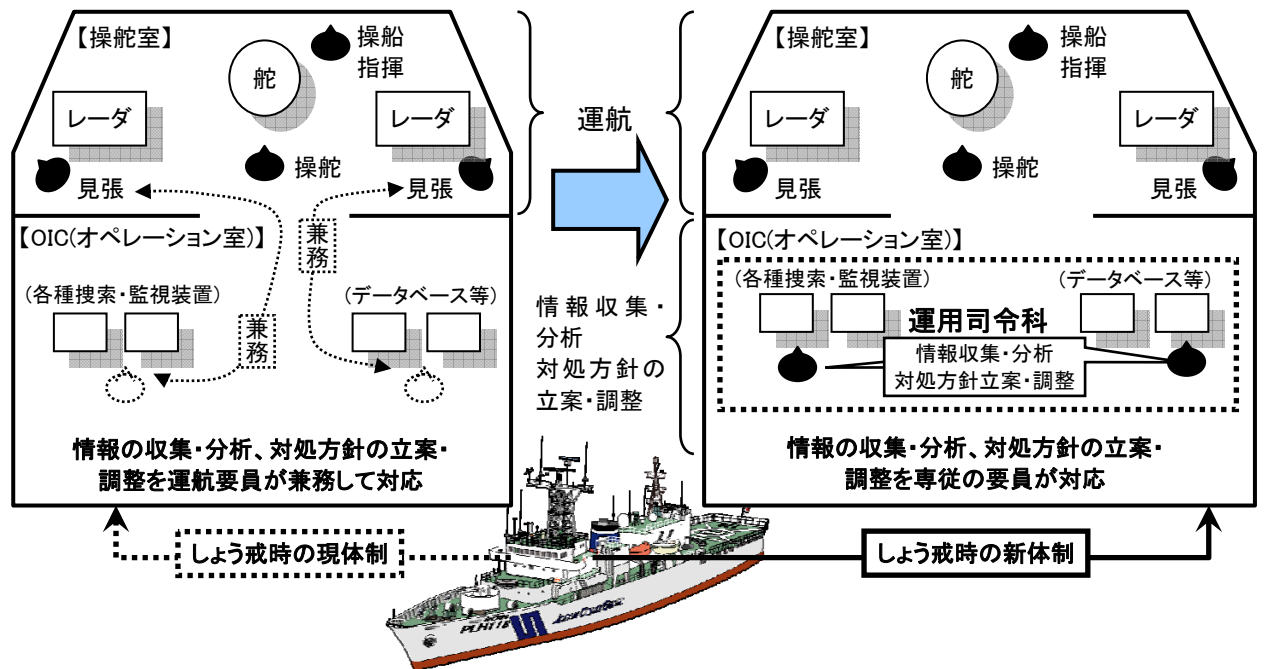 【操舵室】
操船
指揮
舵
レーダ
レーダ
操舵
見張
見張
【OIC(オペレーション室)】
兼務
(各種捜索・監視装置)
(データベース等)
兼務
情報の収集・分析、対処方針の立案・
調整を運航要員が兼務して対応
しょう戒時の現体制
運航
情報収集・
分析
対処方針の
立案・調整
【操舵室】
操船
指揮
舵
レーダ
レーダ
操舵
見張
見張
【OIC(オペレーション室)】
(各種捜索・監視装置)
(データベース等)
運用司令科
情報収集・分析
対処方針立案・調整
情報の収集・分析、対処方針の立案・
調整を専従の要員が対応
しょう戒時の新体制